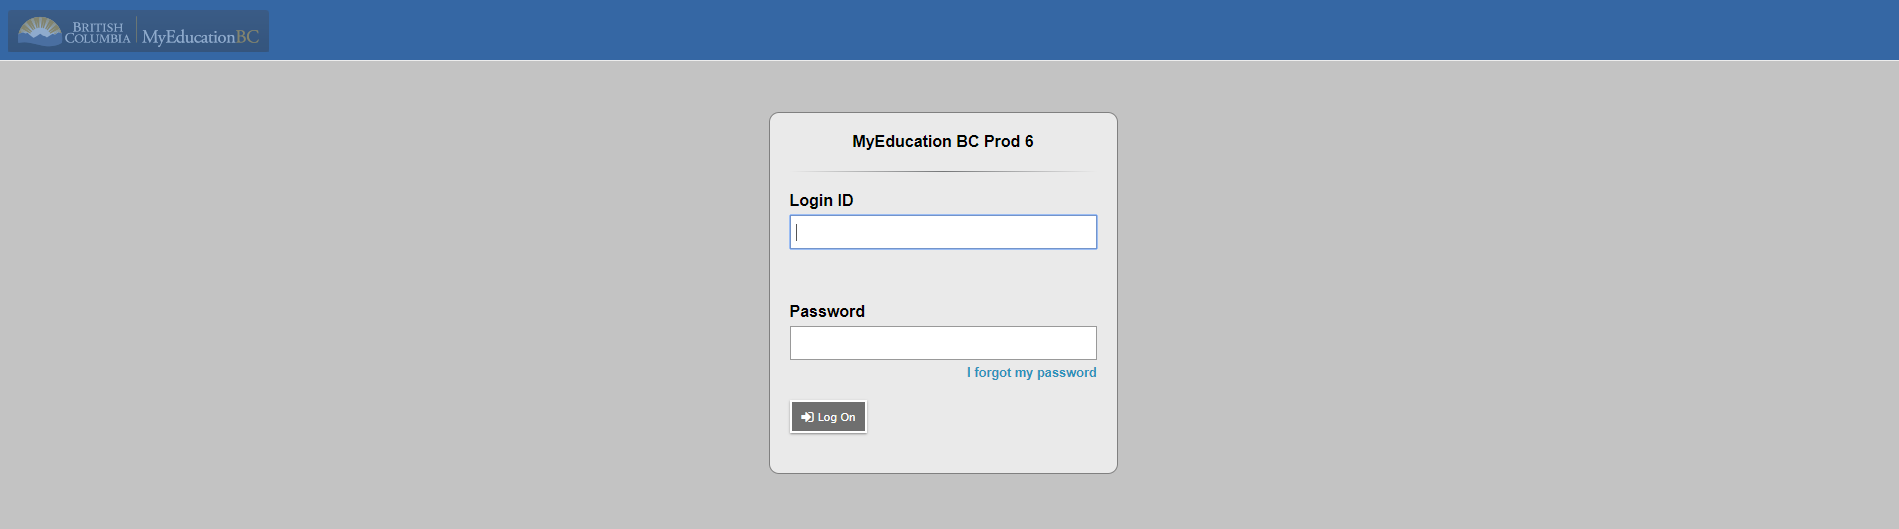 BRITISH
COLUMBIA
MyEducationBC
MyEducation BC Prod 6
Login ID
Password
I forgot my password
Log On